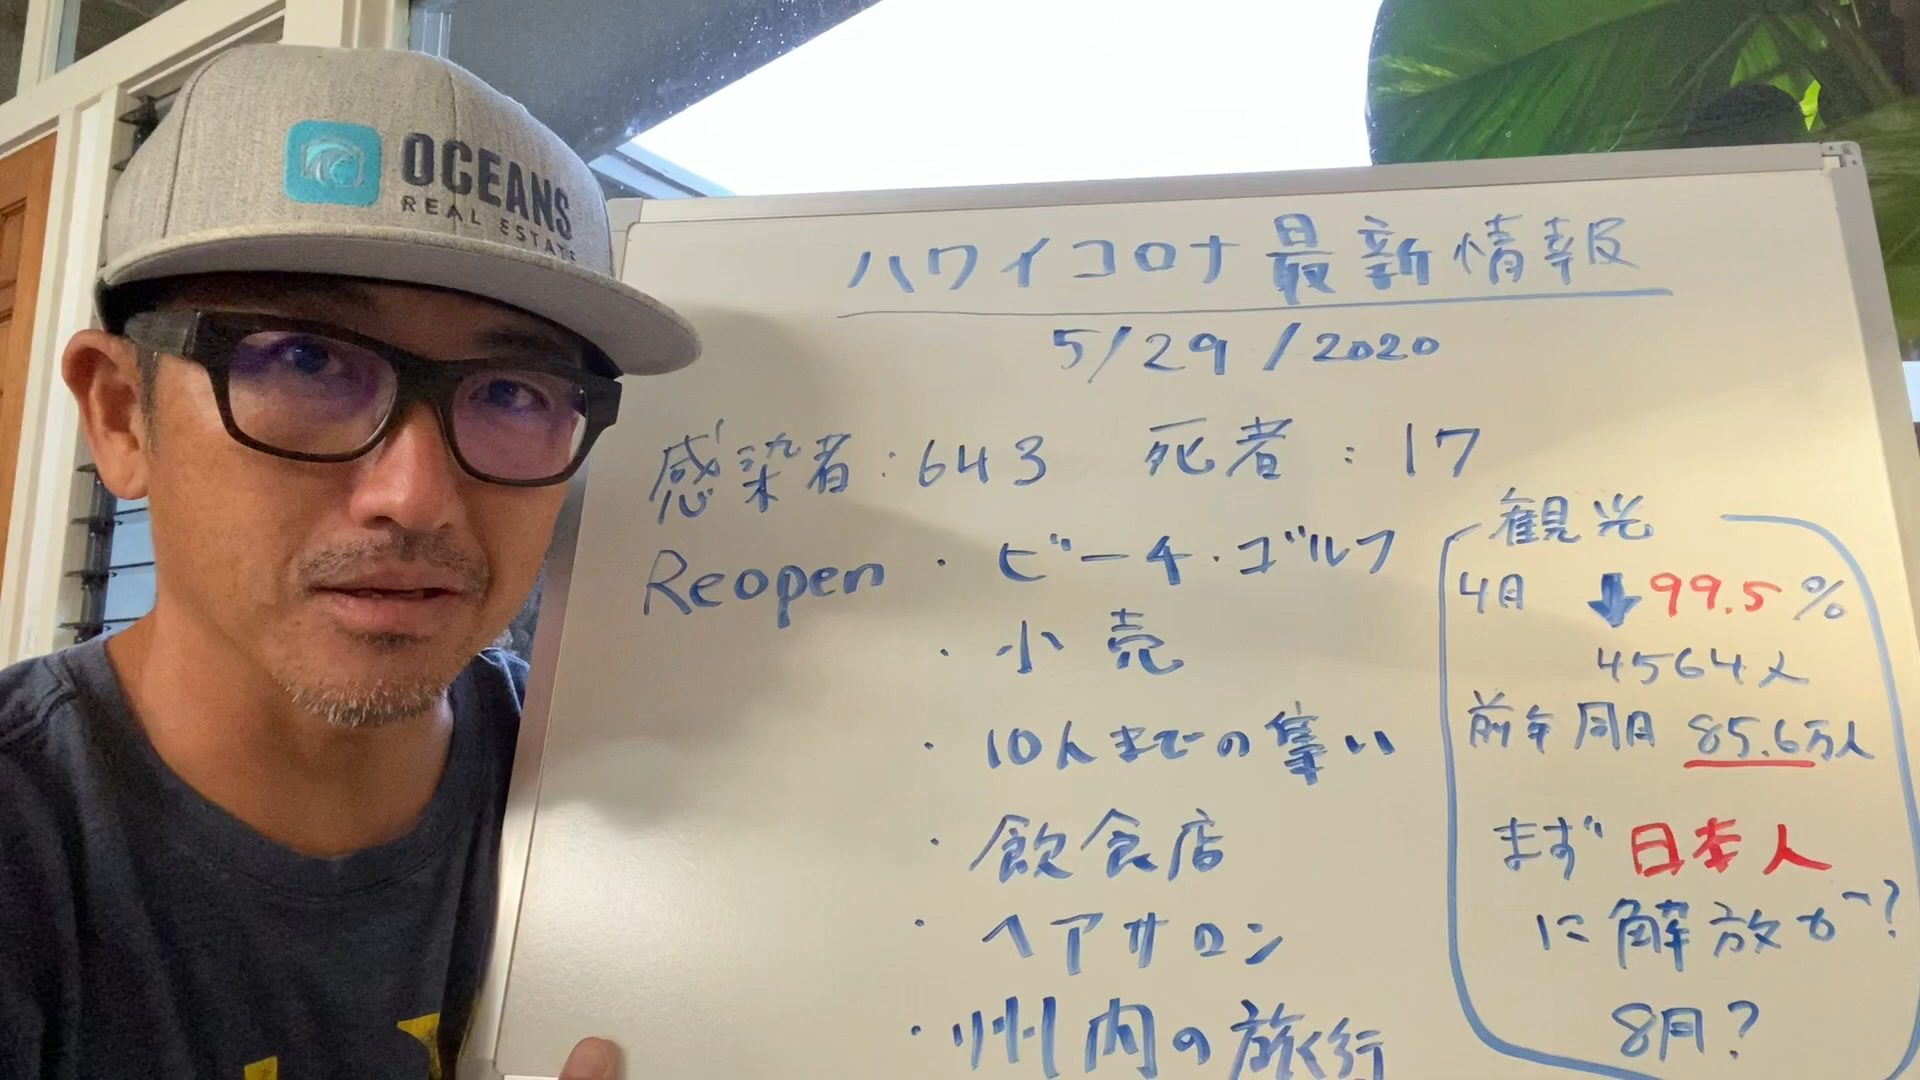 OCEANS
REAL ESTATE
ハワイコロナ最新情報
5/29/2020
感染者:643 死者:17
Reopen ・ビーチ・ゴルフ
・小売
・10人までの集い
・飲食店
・ヘアサロン
・州内の旅行
観光
4月 ↓99.5%
4564人
前年同月 85.6万人
まず日本人
に解放か?
8月?